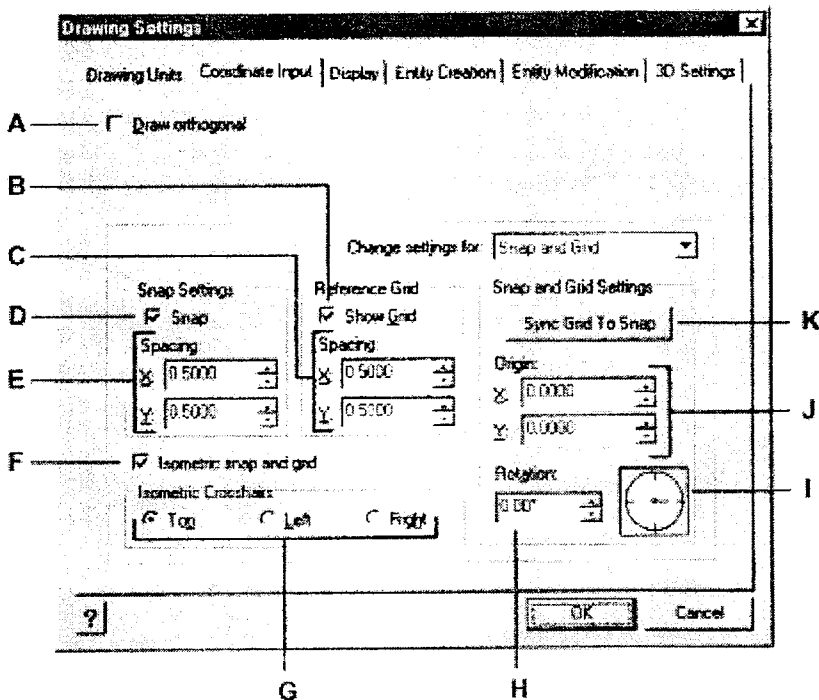 Drawing Settings
Drawing Units Coordinate Input Display Entity Creation Entity Modification 3D Settings
A Draw orthogonal
B
C Change settings for: Snap and Grid
Snap Settings Reference Grid Snap and Grid Settings
D Snap Show Grid Sync Grid To Snap K
Spacing: Spacing: Origin:
E X: 0.5000 X: 0.5000 X: 0.0000 J
Y: 0.5000 Y: 0.5000 Y: 0.0000
F Isometric snap and grid
Isometric Crosshairs Rotation:
Top Left Right 0.00° I
? OK Cancel
G H